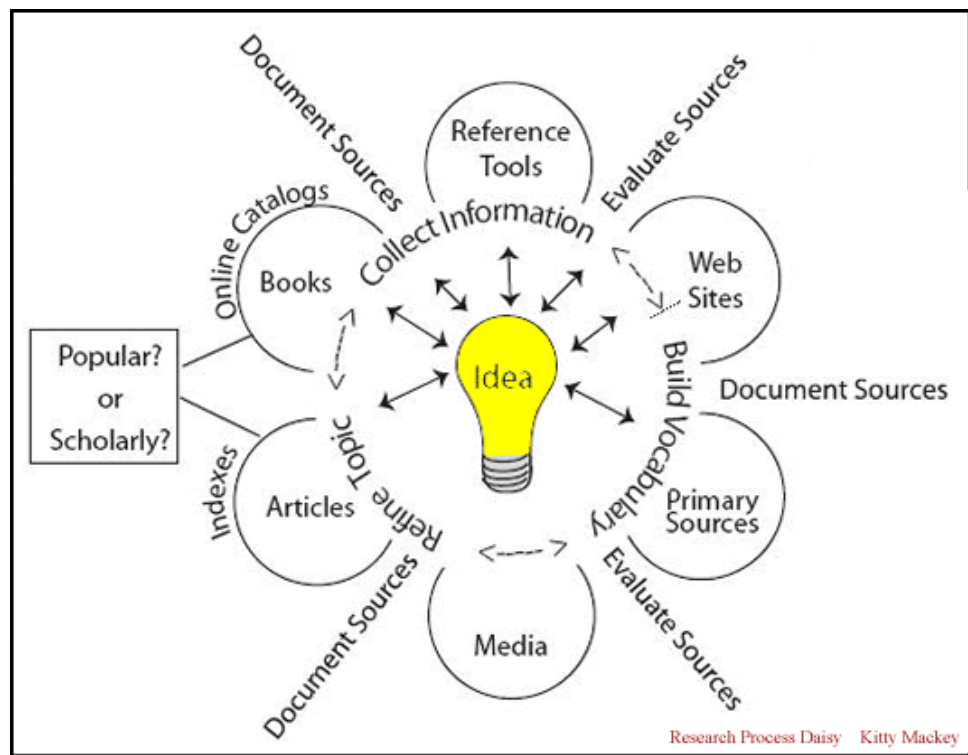 Document Sources
Evaluate Sources
Reference
Tools
Online Catalogs
Books
Collect Information
Web
Sites
Popular?
or
Scholarly?
Idea
Build Vocabulary
Document Sources
Indexes
Articles
Refine Topic
Primary
Sources
Document Sources
Media
Evaluate Sources
Research Process Daisy Kitty Mackey